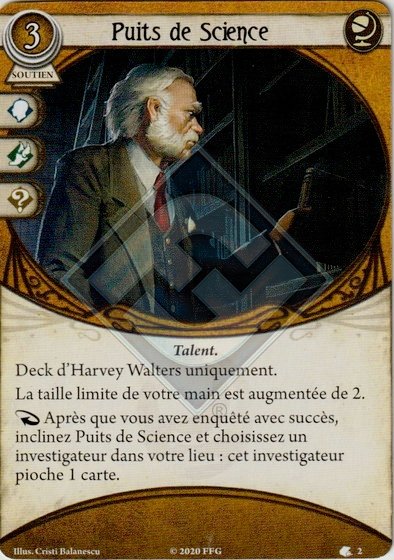 Puits de Science
3
SOUTIEN
Talent.
Deck d'Harvey Walters uniquement.
La taille limite de votre main est augmentée de 2.
Après que vous avez enquêté avec succès,
inclinez Puits de Science et choisissez un
investigateur dans votre lieu : cet investigateur
pioche 1 carte.
Illus. Cristi Balanescu
© 2020 FFG
2